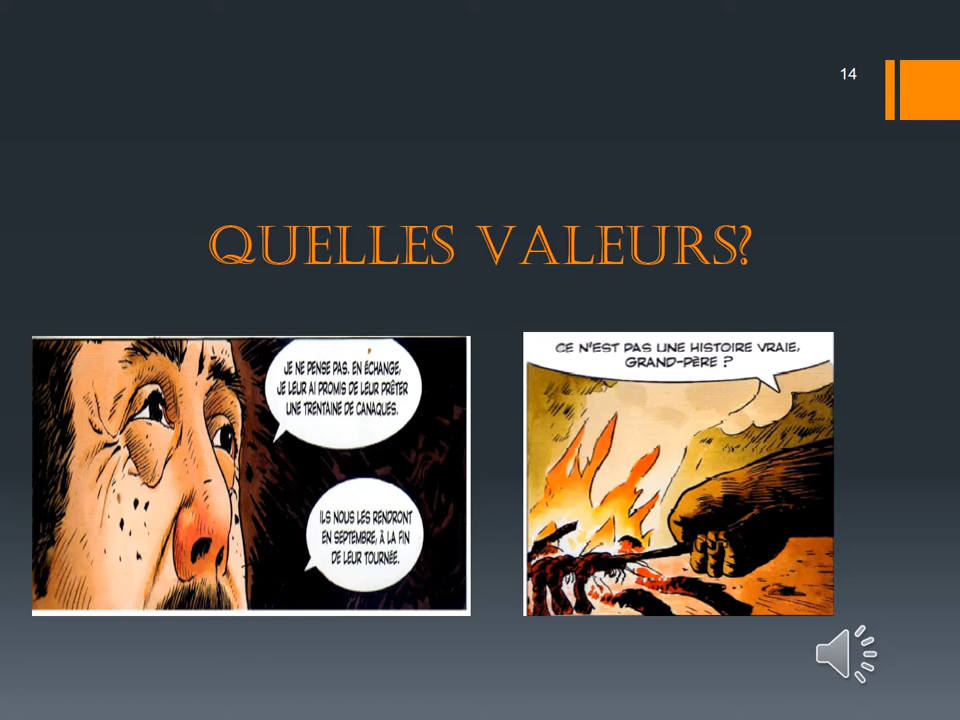 14
QUELLES VALEURS?
JE NE PENSE PAS. EN ÉCHANGE,
JE LEUR AI PROMIS DE LEUR PRÊTER
UNE TRENTAINE DE CANAQUES.
ILS NOUS LES RENDRONT
EN SEPTEMBRE, À LA FIN
DE LEUR TOURNÉE.
CE N'EST PAS UNE HISTOIRE VRAIE,
GRAND-PÈRE ?